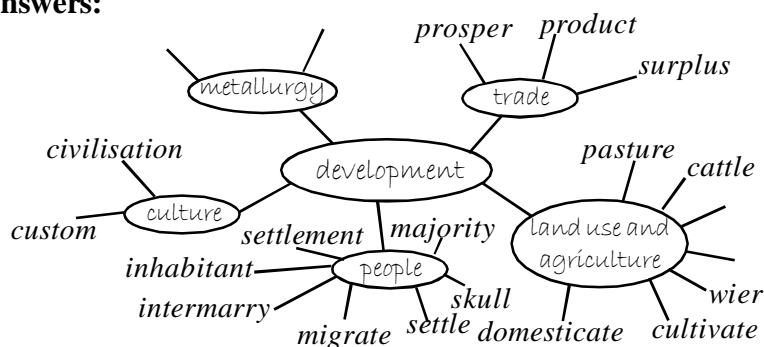 nswers:
prosper product
metallurgy
trade
surplus
civilisation
development
pasture
cattle
culture
custom
settlement majority
land use and
agriculture
inhabitant
people
intermarry
skull
wier
migrate settle domesticate cultivate